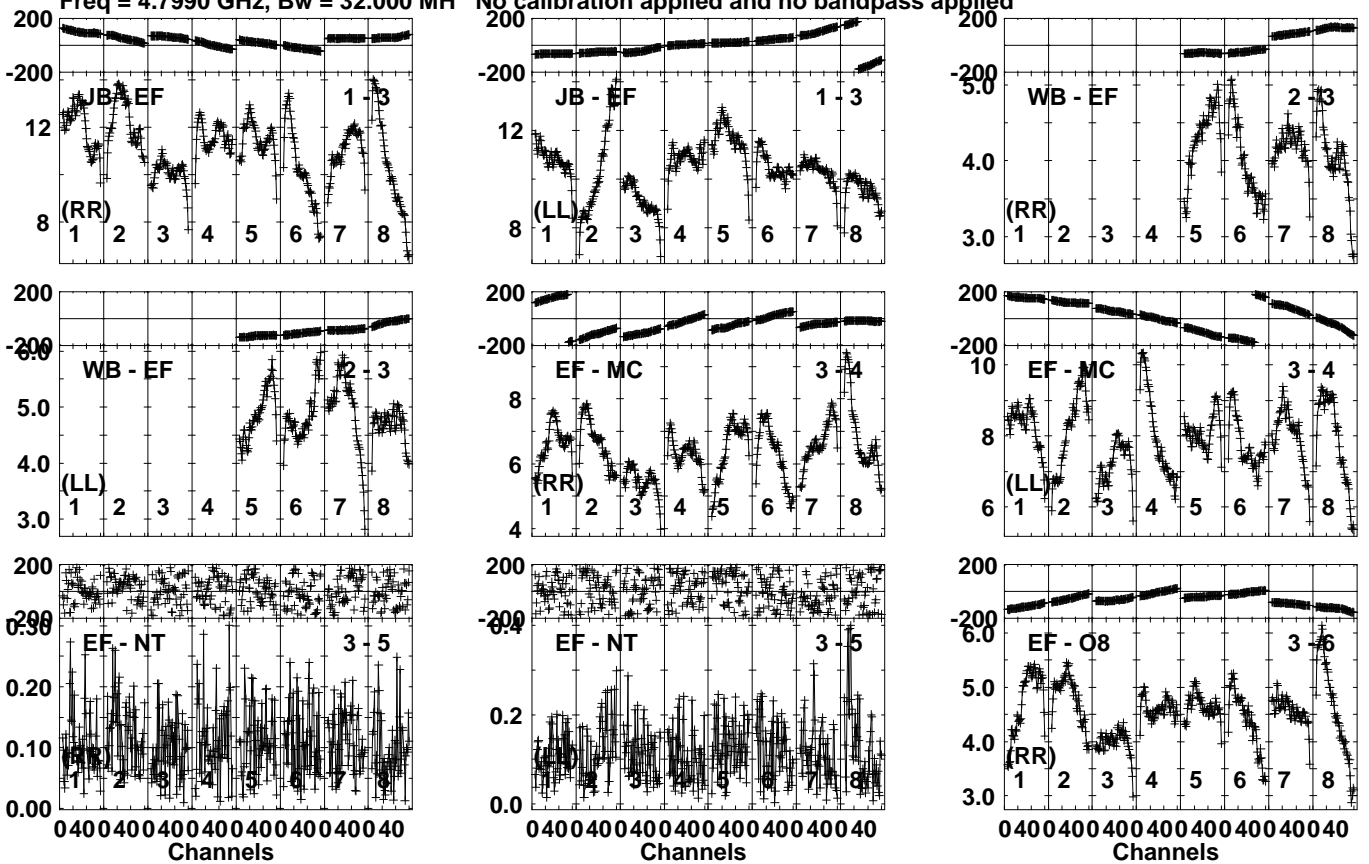 Freq = 4.7990 GHz, Bw = 32.000 MH No calibration applied and no bandpass applied
200
-200
JB - EF 1 - 3
12
8
(RR)
1 2 3 4 5 6 7 8
200
-200
JB - EF 1 - 3
12
8
(LL)
1 2 3 4 5 6 7 8
200
-200
5.0
WB - EF 2 - 3
4.0
3.0
(RR)
1 2 3 4 5 6 7 8
200
-200
6.0
WB - EF 2 - 3
5.0
4.0
3.0
(LL)
1 2 3 4 5 6 7 8
200
-200
EF - MC 3 - 4
8
6
4
(RR)
1 2 3 4 5 6 7 8
200
-200
10
EF - MC 3 - 4
8
6
(LL)
1 2 3 4 5 6 7 8
200
-200
0.30
EF - NT 3 - 5
0.20
0.10
0.00
(RR)
1 2 3 4 5 6 7 8
0 40 0 40 0 40 0 40 0 40 0 40 0 40 0 40
Channels
200
-200
0.4
EF - NT 3 - 5
0.2
0.0
(LL)
1 2 3 4 5 6 7 8
0 40 0 40 0 40 0 40 0 40 0 40 0 40 0 40
Channels
200
-200
6.0
EF - O8 3 - 6
5.0
4.0
3.0
(RR)
1 2 3 4 5 6 7 8
0 40 0 40 0 40 0 40 0 40 0 40 0 40 0 40
Channels